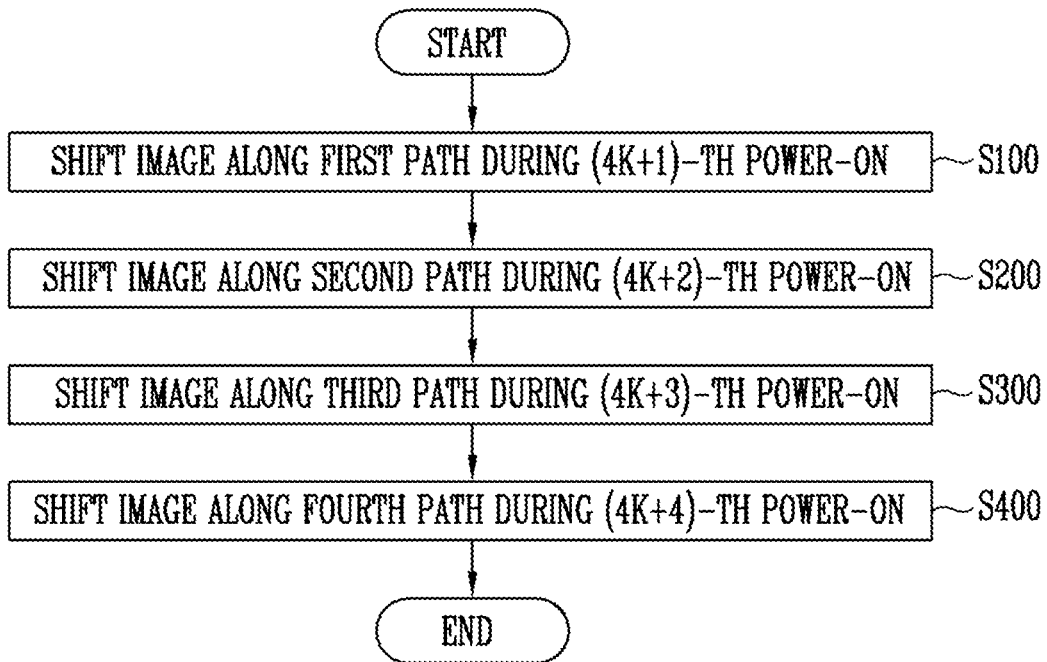 START
SHIFT IMAGE ALONG FIRST PATH DURING (4K+1)-TH POWER-ON S100
SHIFT IMAGE ALONG SECOND PATH DURING (4K+2)-TH POWER-ON S200
SHIFT IMAGE ALONG THIRD PATH DURING (4K+3)-TH POWER-ON S300
SHIFT IMAGE ALONG FOURTH PATH DURING (4K+4)-TH POWER-ON S400
END